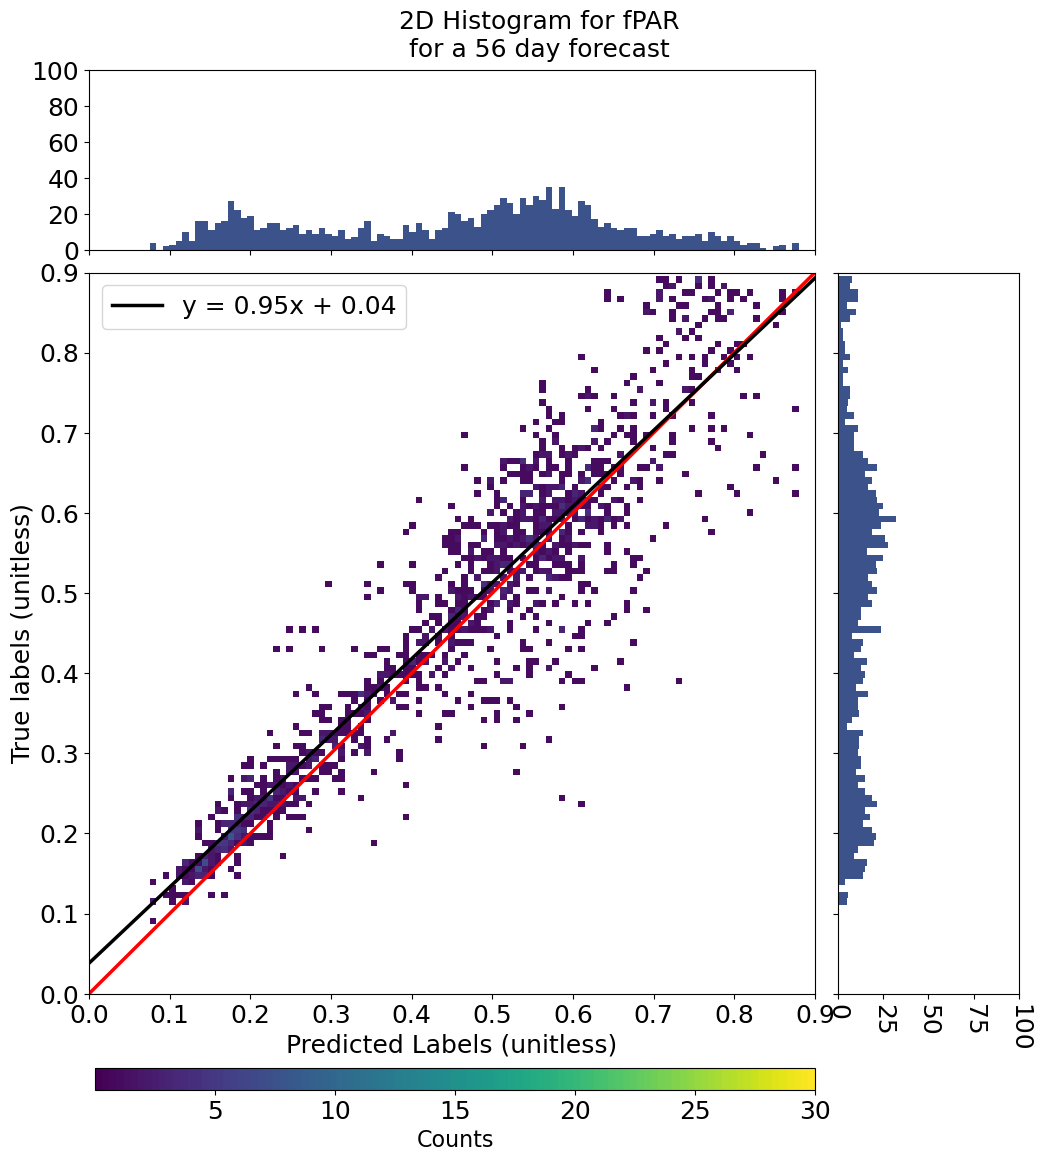 2D Histogram for fPAR
for a 56 day forecast
100
80
60
40
20
0
y = 0.95x + 0.04
0.9
0.8
0.7
0.6
0.5
0.4
0.3
0.2
0.1
0.0
True labels (unitless)
0.0 0.1 0.2 0.3 0.4 0.5 0.6 0.7 0.8 0.9
Predicted Labels (unitless)
0 25 50 75 100
5 10 15 20 25 30
Counts